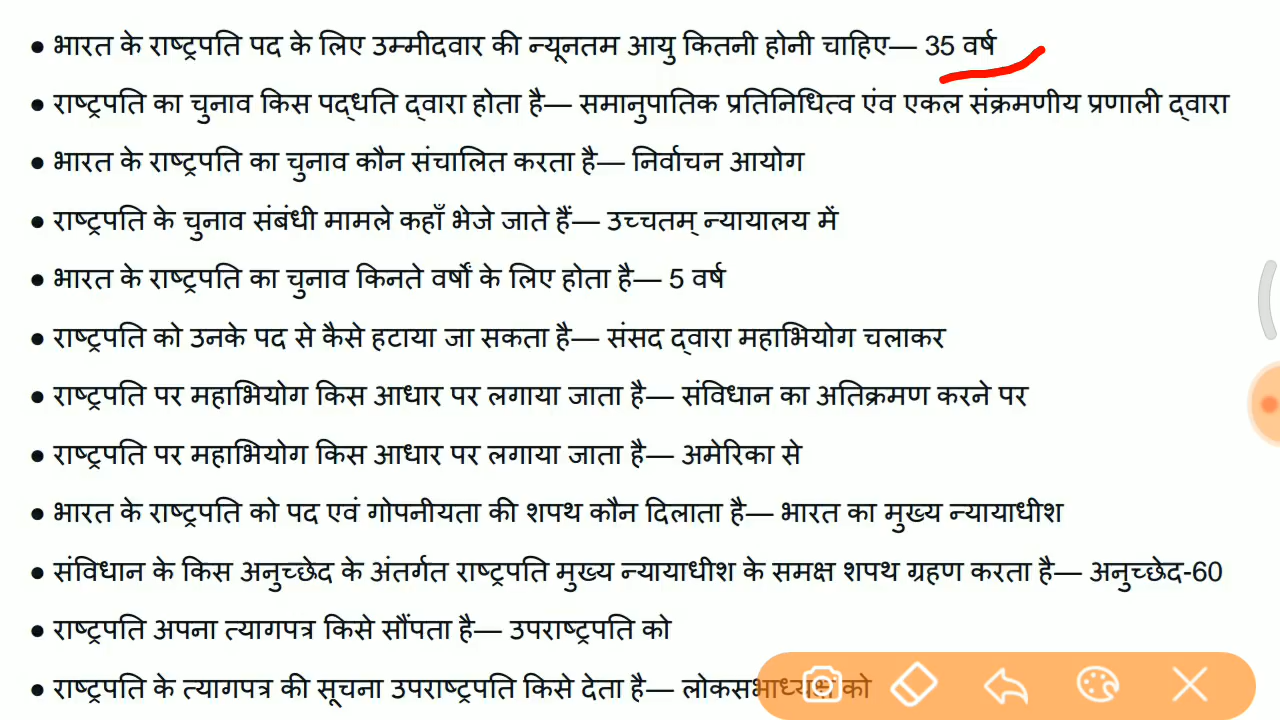 ● भारत के राष्ट्रपति पद के लिए उम्मीदवार की न्यूनतम आयु कितनी होनी चाहिए— 35 वर्ष
● राष्ट्रपति का चुनाव किस पद्धति द्वारा होता है— समानुपातिक प्रतिनिधित्व एंव एकल संक्रमणीय प्रणाली द्वारा
● भारत के राष्ट्रपति का चुनाव कौन संचालित करता है— निर्वाचन आयोग
● राष्ट्रपति के चुनाव संबंधी मामले कहाँ भेजे जाते हैं— उच्चतम् न्यायालय में
● भारत के राष्ट्रपति का चुनाव किनते वर्षों के लिए होता है— 5 वर्ष
● राष्ट्रपति को उनके पद से कैसे हटाया जा सकता है— संसद द्वारा महाभियोग चलाकर
● राष्ट्रपति पर महाभियोग किस आधार पर लगाया जाता है— संविधान का अतिक्रमण करने पर
● राष्ट्रपति पर महाभियोग किस आधार पर लगाया जाता है— अमेरिका से
● भारत के राष्ट्रपति को पद एवं गोपनीयता की शपथ कौन दिलाता है— भारत का मुख्य न्यायाधीश
● संविधान के किस अनुच्छेद के अंतर्गत राष्ट्रपति मुख्य न्यायाधीश के समक्ष शपथ ग्रहण करता है— अनुच्छेद-60
● राष्ट्रपति अपना त्यागपत्र किसे सौंपता है— उपराष्ट्रपति को
● राष्ट्रपति के त्यागपत्र की सूचना उपराष्ट्रपति किसे देता है— लोकसभाध्यक्ष को